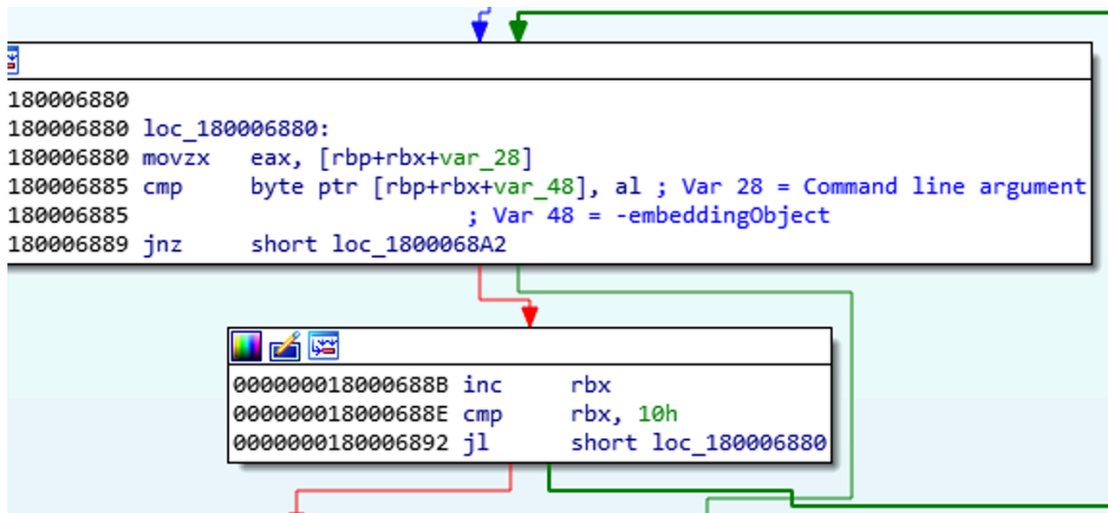 180006880
180006880 loc_180006880:
180006880 movzx eax, [rbp+rbx+var_28]
180006885 cmp byte ptr [rbp+rbx+var_48], al ; Var 28 = Command line argument
180006885 ; Var 48 = -embeddingObject
180006889 jnz short loc_1800068A2
000000018000688B inc rbx
000000018000688E cmp rbx, 10h
0000000180006892 jl short loc_180006880